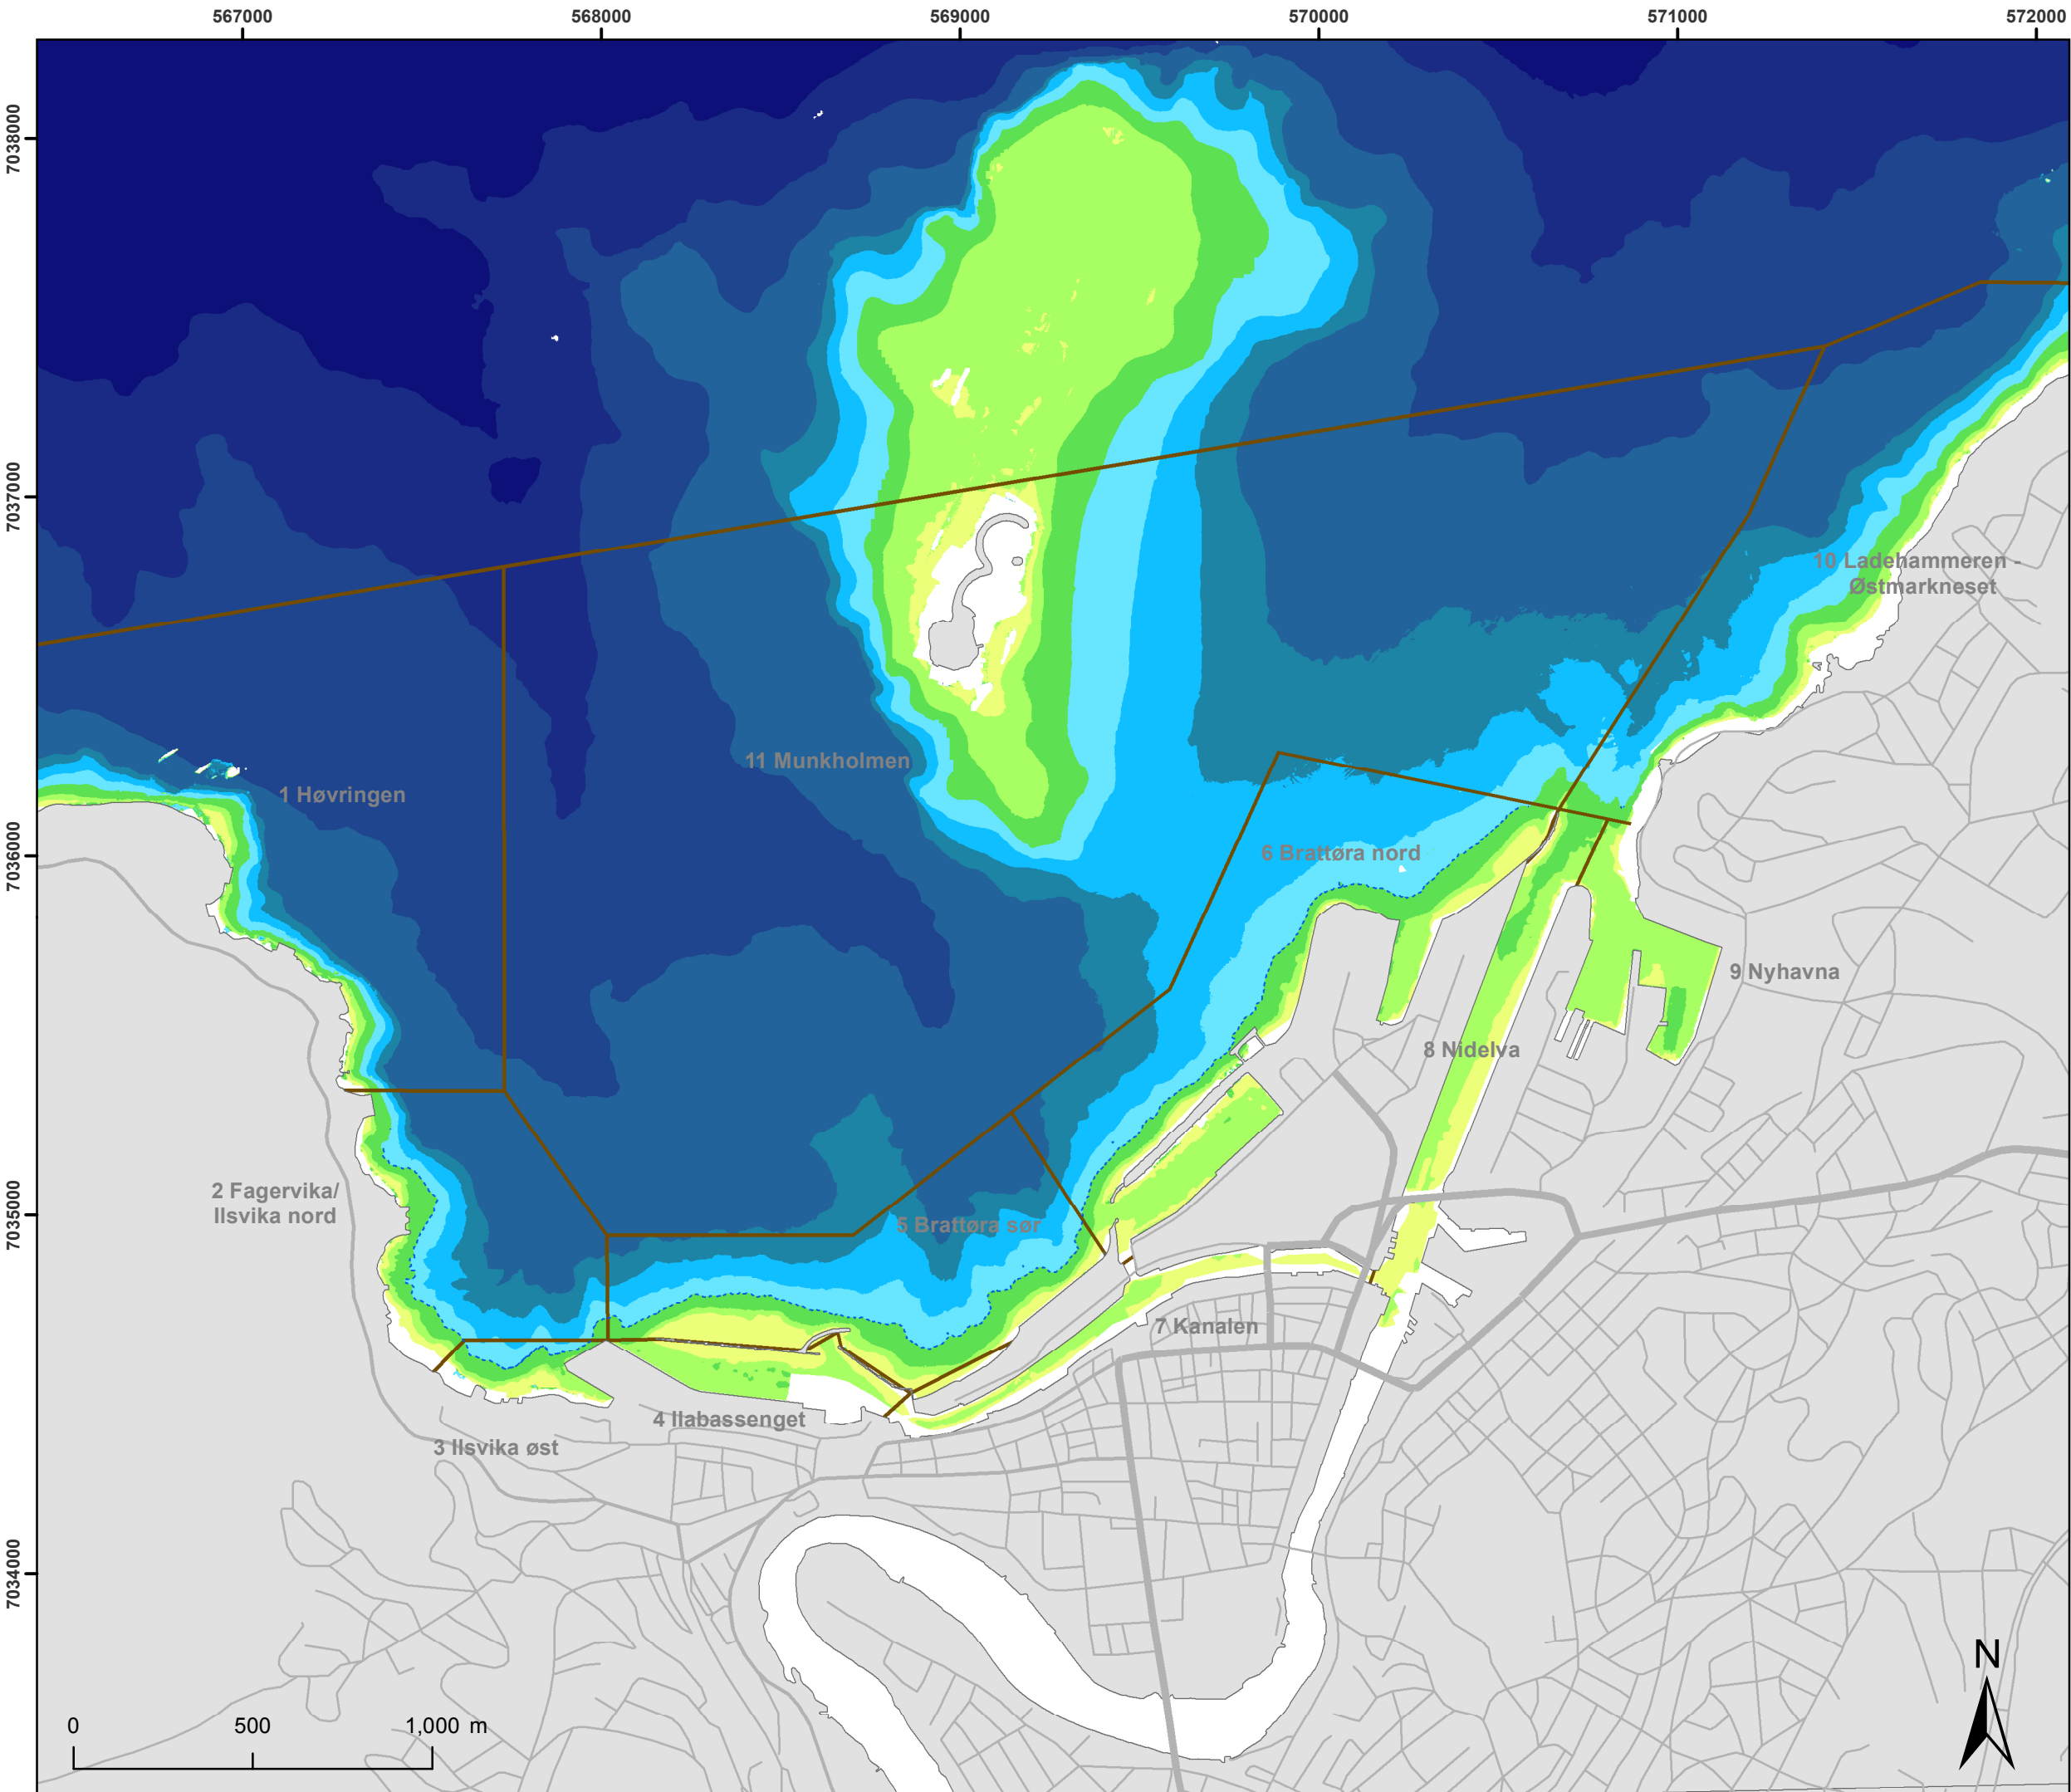 567000
568000
569000
570000
571000
572000
7038000
7037000
7036000
7035000
7034000
10 Ladehammeren -
Østmarkneset
11 Munkholmen
1 Høvringen
6 Brattøra nord
9 Nyhavna
8 Nidelva
2 Fagervika/
Ilsvika nord
5 Brattøra sør
7 Kanalen
4 Ilabassenget
3 Ilsvika øst
N
0
500
1,000 m